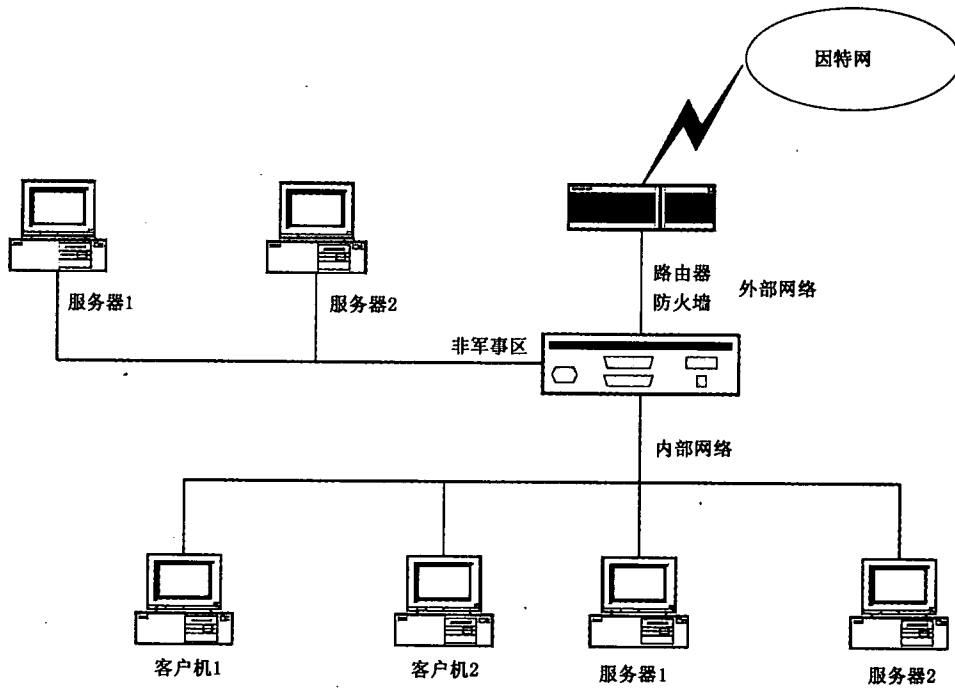 因特网
服务器1
服务器2
路由器
防火墙
外部网络
非军事区
内部网络
客户机1
客户机2
服务器1
服务器2